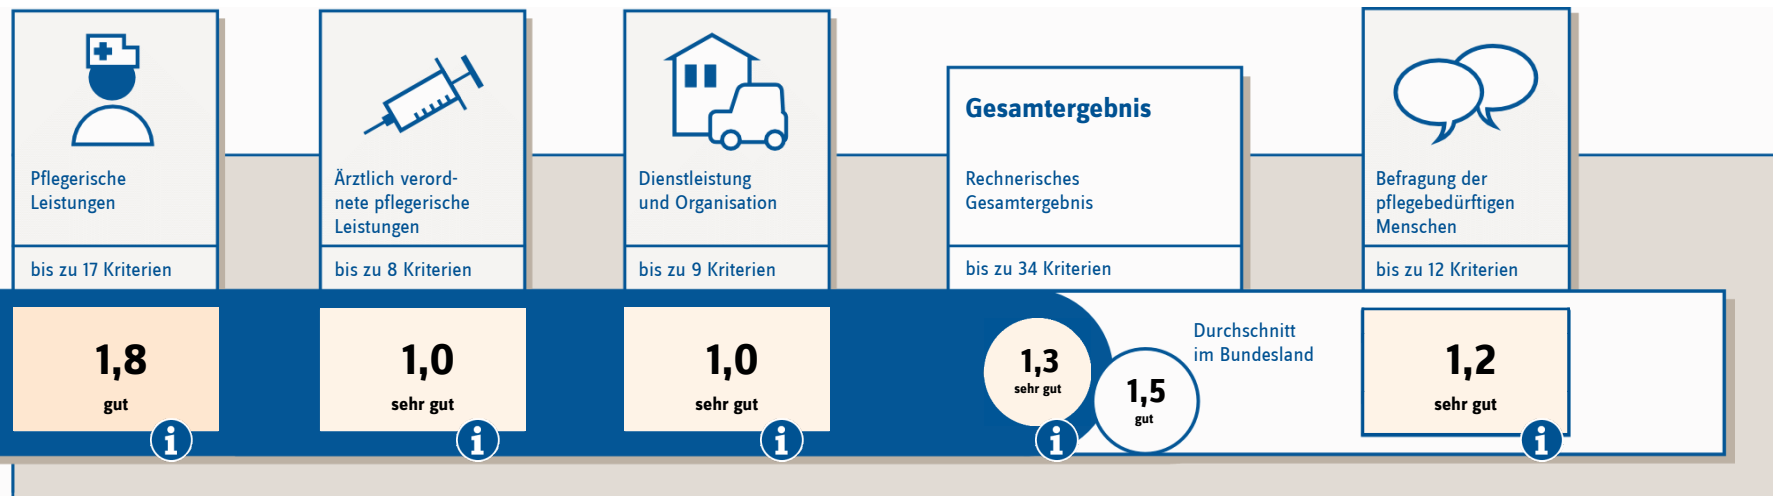 Pflegerische
Leistungen
bis zu 17 Kriterien
1,8
gut
i
Ärztlich verord-
nete pflegerische
Leistungen
bis zu 8 Kriterien
1,0
sehr gut
i
Dienstleistung
und Organisation
bis zu 9 Kriterien
1,0
sehr gut
i
Gesamtergebnis
Rechnerisches
Gesamtergebnis
bis zu 34 Kriterien
1,3
sehr gut
i
1,5
gut
Durchschnitt
im Bundesland
Befragung der
pflegebedürftigen
Menschen
bis zu 12 Kriterien
1,2
sehr gut
i